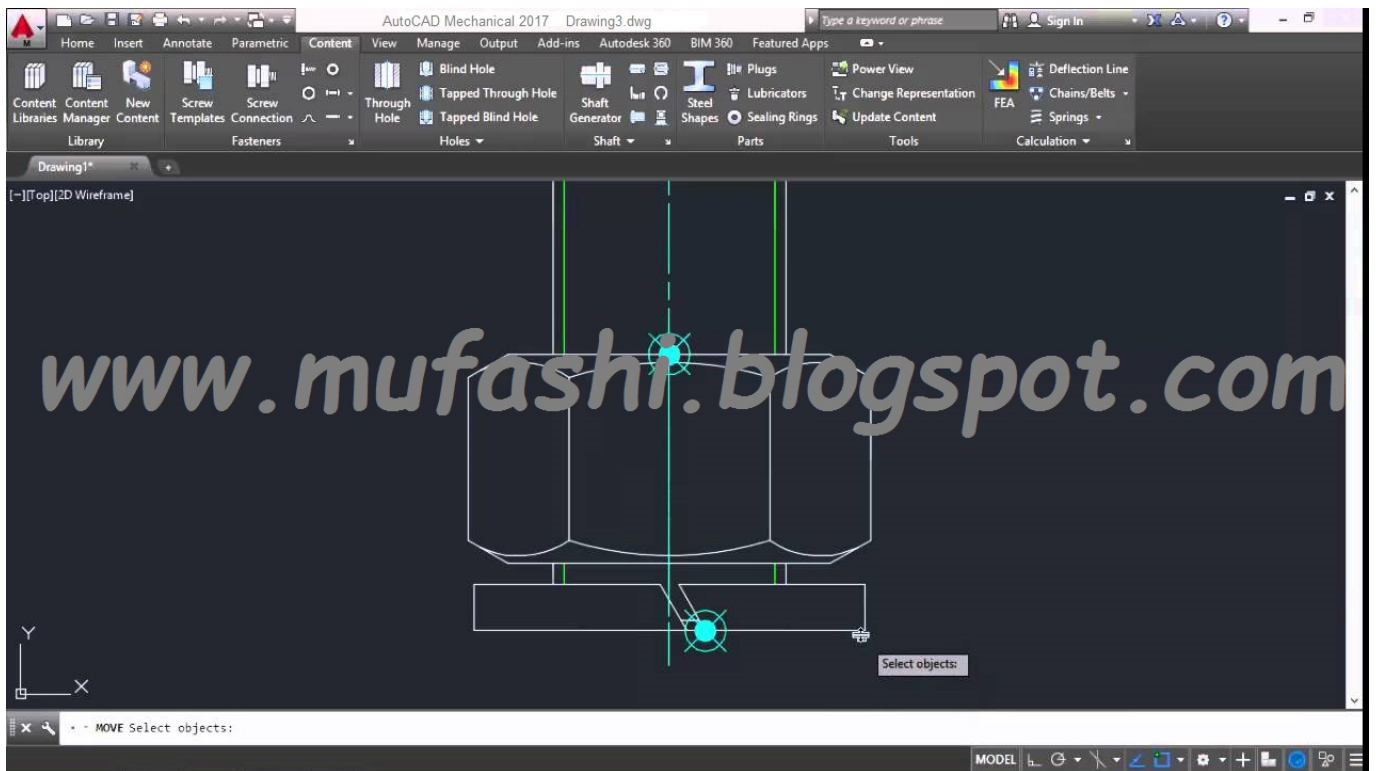 AutoCAD Mechanical 2017 Drawing3.dwg Type a keyword or phrase Sign In
M Home Insert Annotate Parametric Content View Manage Output Add-ins Autodesk 360 BIM 360 Featured Apps
Blind Hole Plugs Power View Deflection Line
Tapped Through Hole Lubricators Change Representation Chains/Belts
Content Content New Screw Screw Through Shaft Steel FEA
Libraries Manager Content Templates Connection Hole Tapped Blind Hole Generator Shapes Sealing Rings Update Content Springs
Library Fasteners Holes Shaft Parts Tools Calculation
Drawing1*
[–][Top][2D Wireframe]
www.mufashi.blogspot.com
Y
X
Select objects:
MOVE Select objects:
MODEL